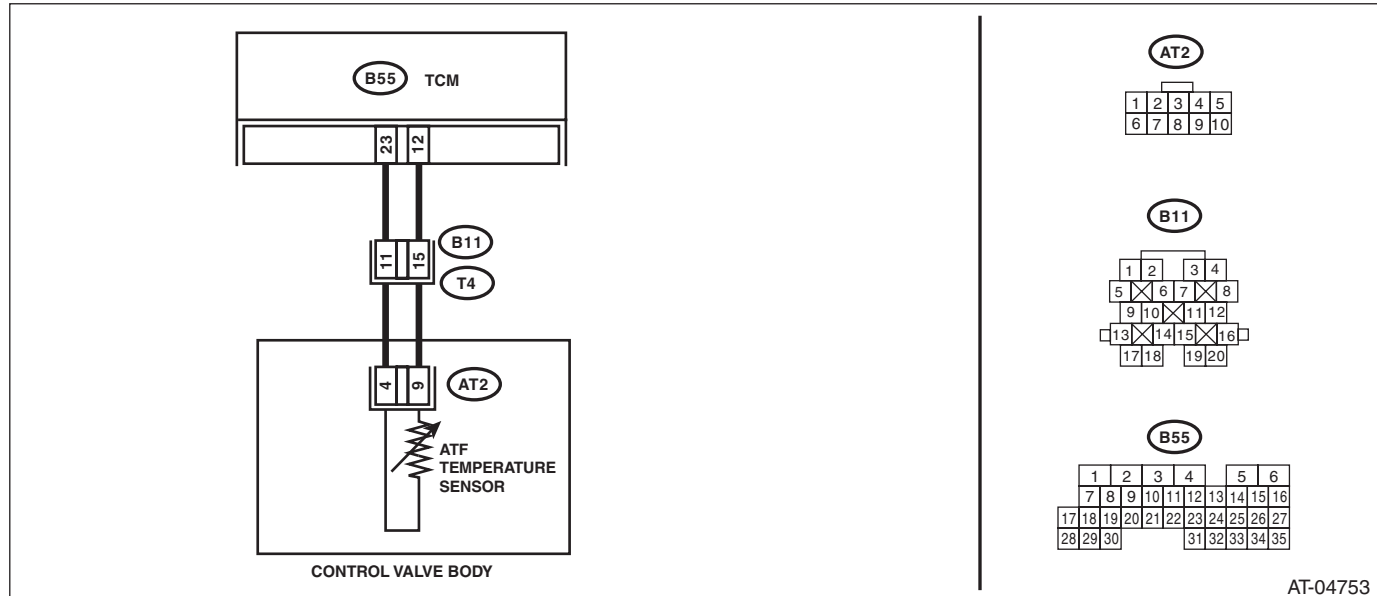 B55 TCM
23 12
B11
11 15
T4
4 9
AT2
ATF
TEMPERATURE
SENSOR
CONTROL VALVE BODY
AT2
1 2 3 4 5
6 7 8 9 10
B11
1 2 3 4
5 6 7 8
9 10 11 12
13 14 15 16
17 18 19 20
B55
1 2 3 4 5 6
7 8 9 10 11 12 13 14 15 16
17 18 19 20 21 22 23 24 25 26 27
28 29 30 31 32 33 34 35
AT-04753